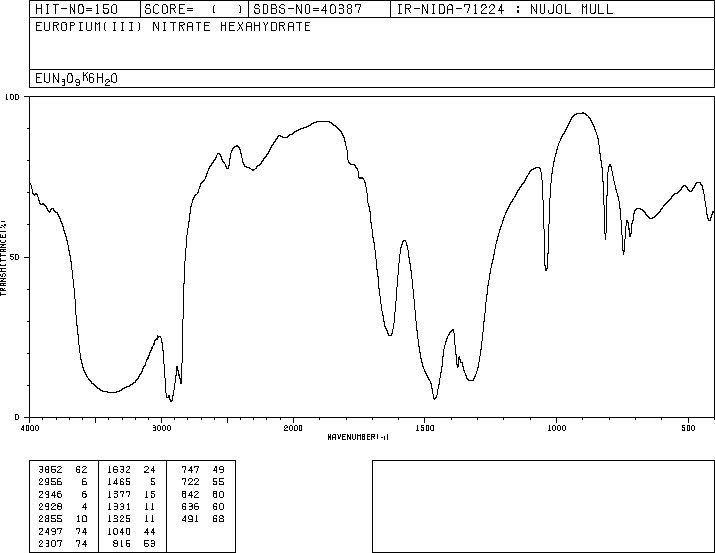 HIT-NO=150 SCORE= ( ) SDBS-NO=40387 IR-NIDA-71224 : NUJOL MULL
EUROPIUM(III) NITRATE HEXAHYDRATE
EUN3O9K6H2O
100
50
0
TRANSMITTANCE(%)
4000 3000 2000 1500 1000 500
WAVENUMBER(-1)
3862 62 1632 24 747 49
2956 6 1465 5 722 55
2946 6 1377 15 642 60
2928 4 1331 11 636 60
2855 10 1325 11 491 68
2497 74 1040 44
2307 74 816 53